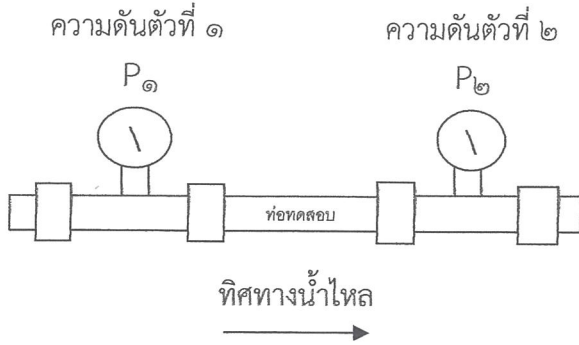 ความดันตัวที่ ๑
ความดันตัวที่ ๒
P๑
P๒
ท่อทดสอบ
ทิศทางน้ำไหล